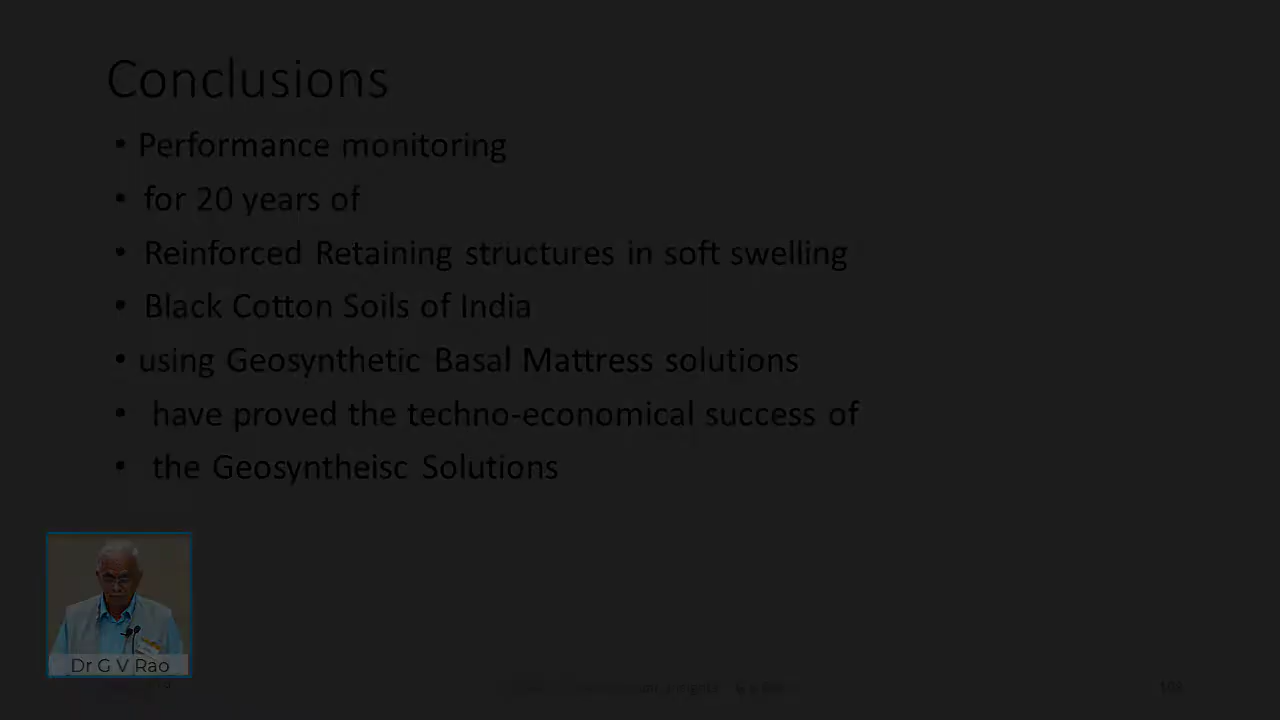 Conclusions
• Performance monitoring
• for 20 years of
• Reinforced Retaining structures in soft swelling
• Black Cotton Soils of India
• using Geosynthetic Basal Mattress solutions
• have proved the techno-economical success of
• the Geosyntheisc Solutions
Dr G V Rao